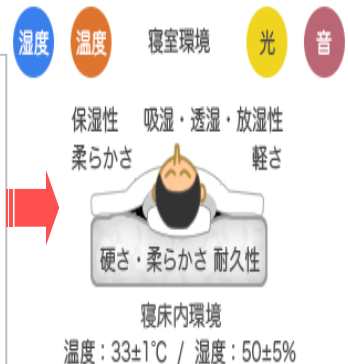 湿度 温度 寝室環境 光 音
保湿性 吸湿・透湿・放湿性
柔らかさ 軽さ
硬さ・柔らかさ 耐久性
寝床内環境
温度：33±1℃ / 湿度：50±5%